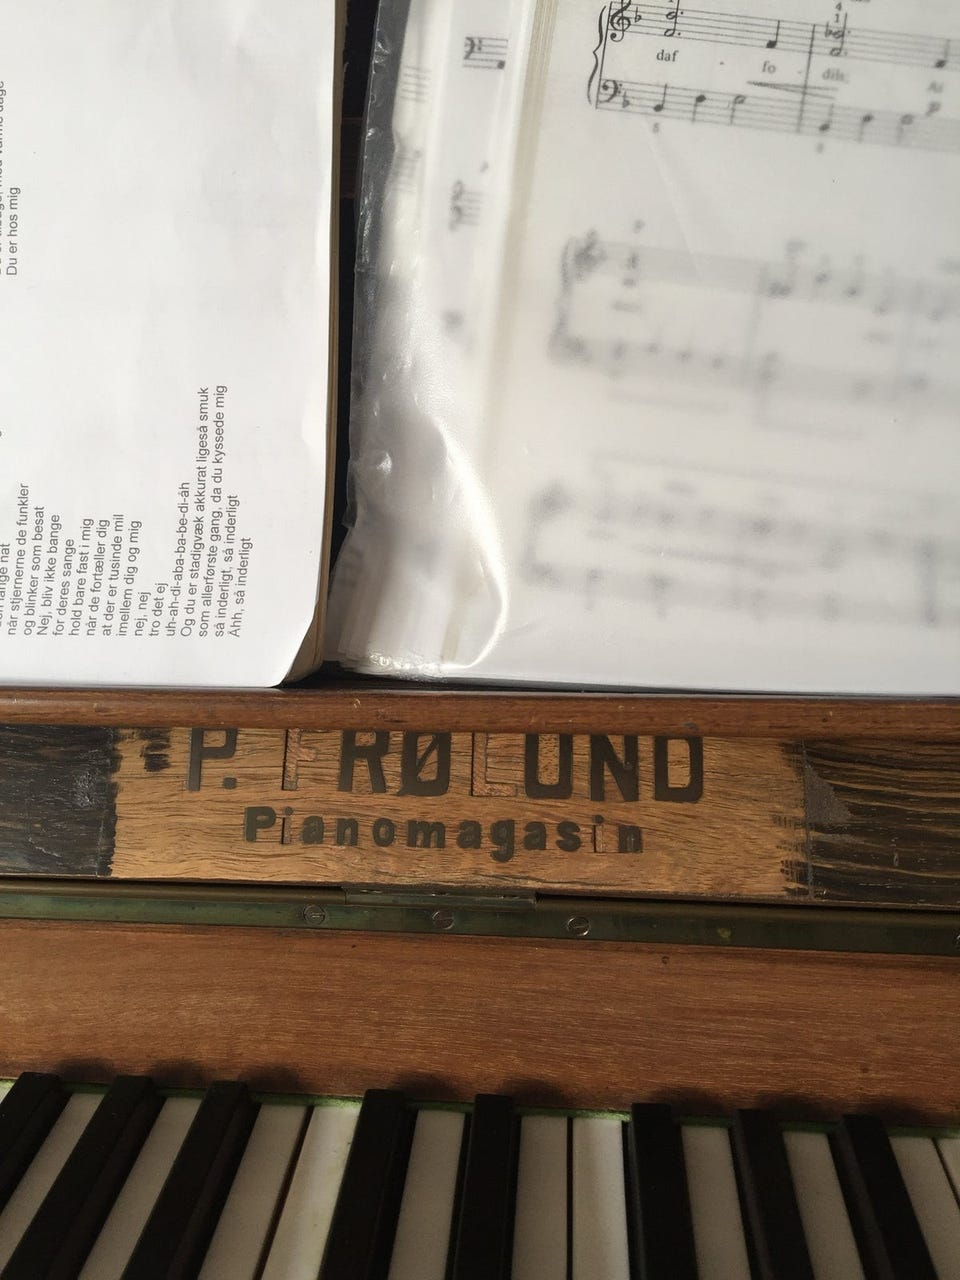 Du er hos mig
når stjernerne de funkler
og blinker som besat
Nej, bliv ikke bange
for deres sange
hold bare fast i mig
når de fortæller dig
at der er tusinde mil
imellem dig og mig
nej, nej
tro det ej
uh-ah-di-aba-ba-be-di-áh
Og du er stadigvæk akkurat ligeså smuk
som allerførste gang, da du kyssede mig
så inderligt, så inderligt
Åhh, så inderligt
daf - fo - dils;
At
P. FRØLUND
Pianomagasin